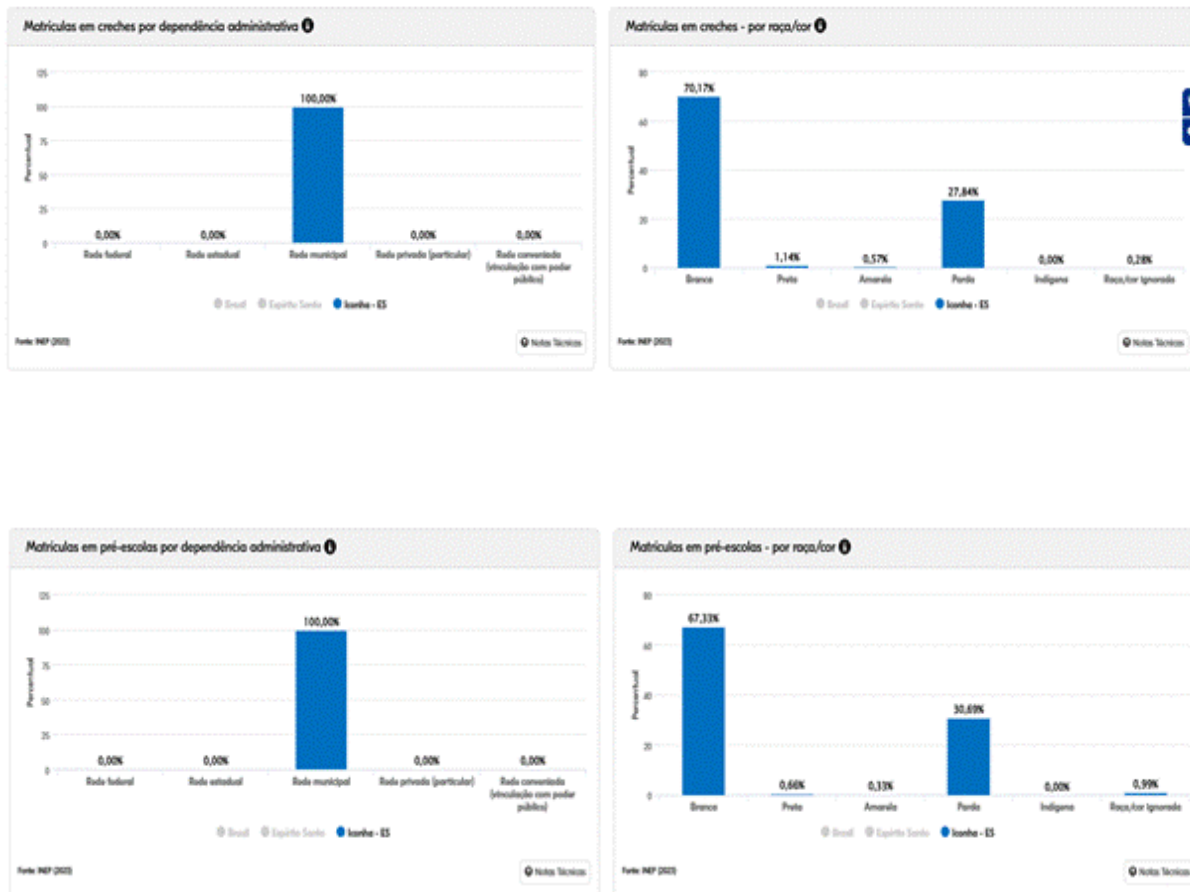 Matrículas em creches por dependência administrativa
125
100
75
50
25
0
Percentual
0,00%
0,00%
100,00%
0,00%
0,00%
Rede federal
Rede estadual
Rede municipal
Rede privada (particular)
Rede conveniada
(vinculação com poder
público)
Brasil
Espírito Santo
Iconha - ES
Fonte: INEP (2023)
Notas Técnicas
Matrículas em creches - por raça/cor
80
60
40
20
0
Percentual
70,17%
1,14%
0,57%
27,84%
0,00%
0,28%
Branca
Preta
Amarela
Parda
Indígena
Raça/cor Ignorada
Brasil
Espírito Santo
Iconha - ES
Fonte: INEP (2023)
Notas Técnicas
Matrículas em pré-escolas por dependência administrativa
125
100
75
50
25
0
Percentual
0,00%
0,00%
100,00%
0,00%
0,00%
Rede federal
Rede estadual
Rede municipal
Rede privada (particular)
Rede conveniada
(vinculação com poder
público)
Brasil
Espírito Santo
Iconha - ES
Fonte: INEP (2023)
Notas Técnicas
Matrículas em pré-escolas - por raça/cor
80
60
40
20
0
Percentual
67,33%
0,66%
0,33%
30,69%
0,00%
0,99%
Branca
Preta
Amarela
Parda
Indígena
Raça/cor Ignorada
Brasil
Espírito Santo
Iconha - ES
Fonte: INEP (2023)
Notas Técnicas